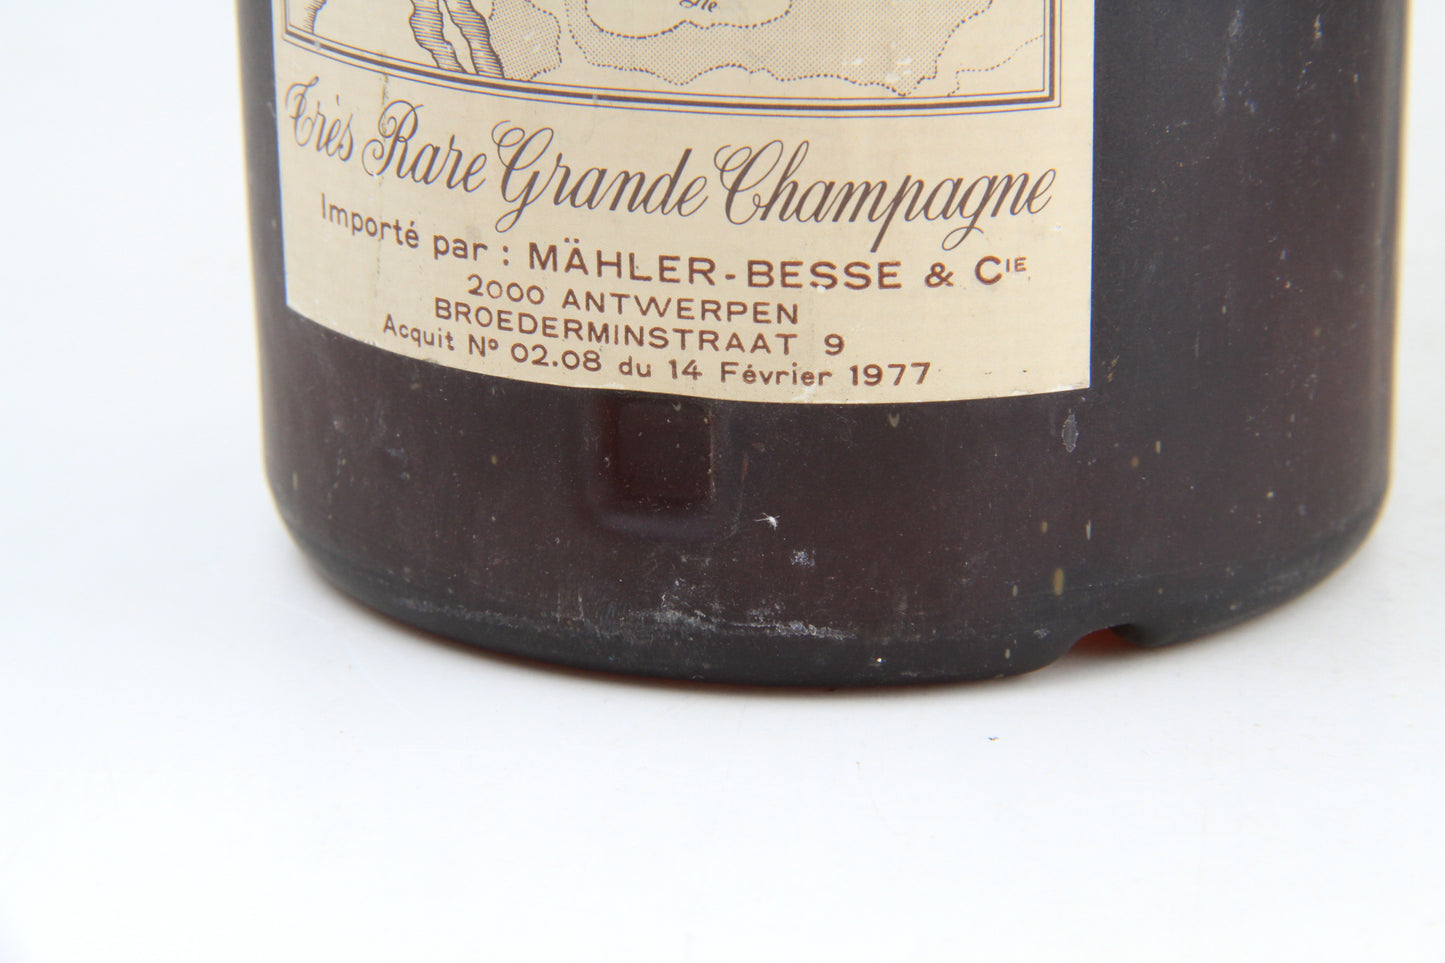 Très Rare Grande Champagne
Importé par : MÄHLER-BESSE & CIE
2000 ANTWERPEN
BROEDERMINSTRAAT 9
Acquit No 02.08 du 14 Février 1977